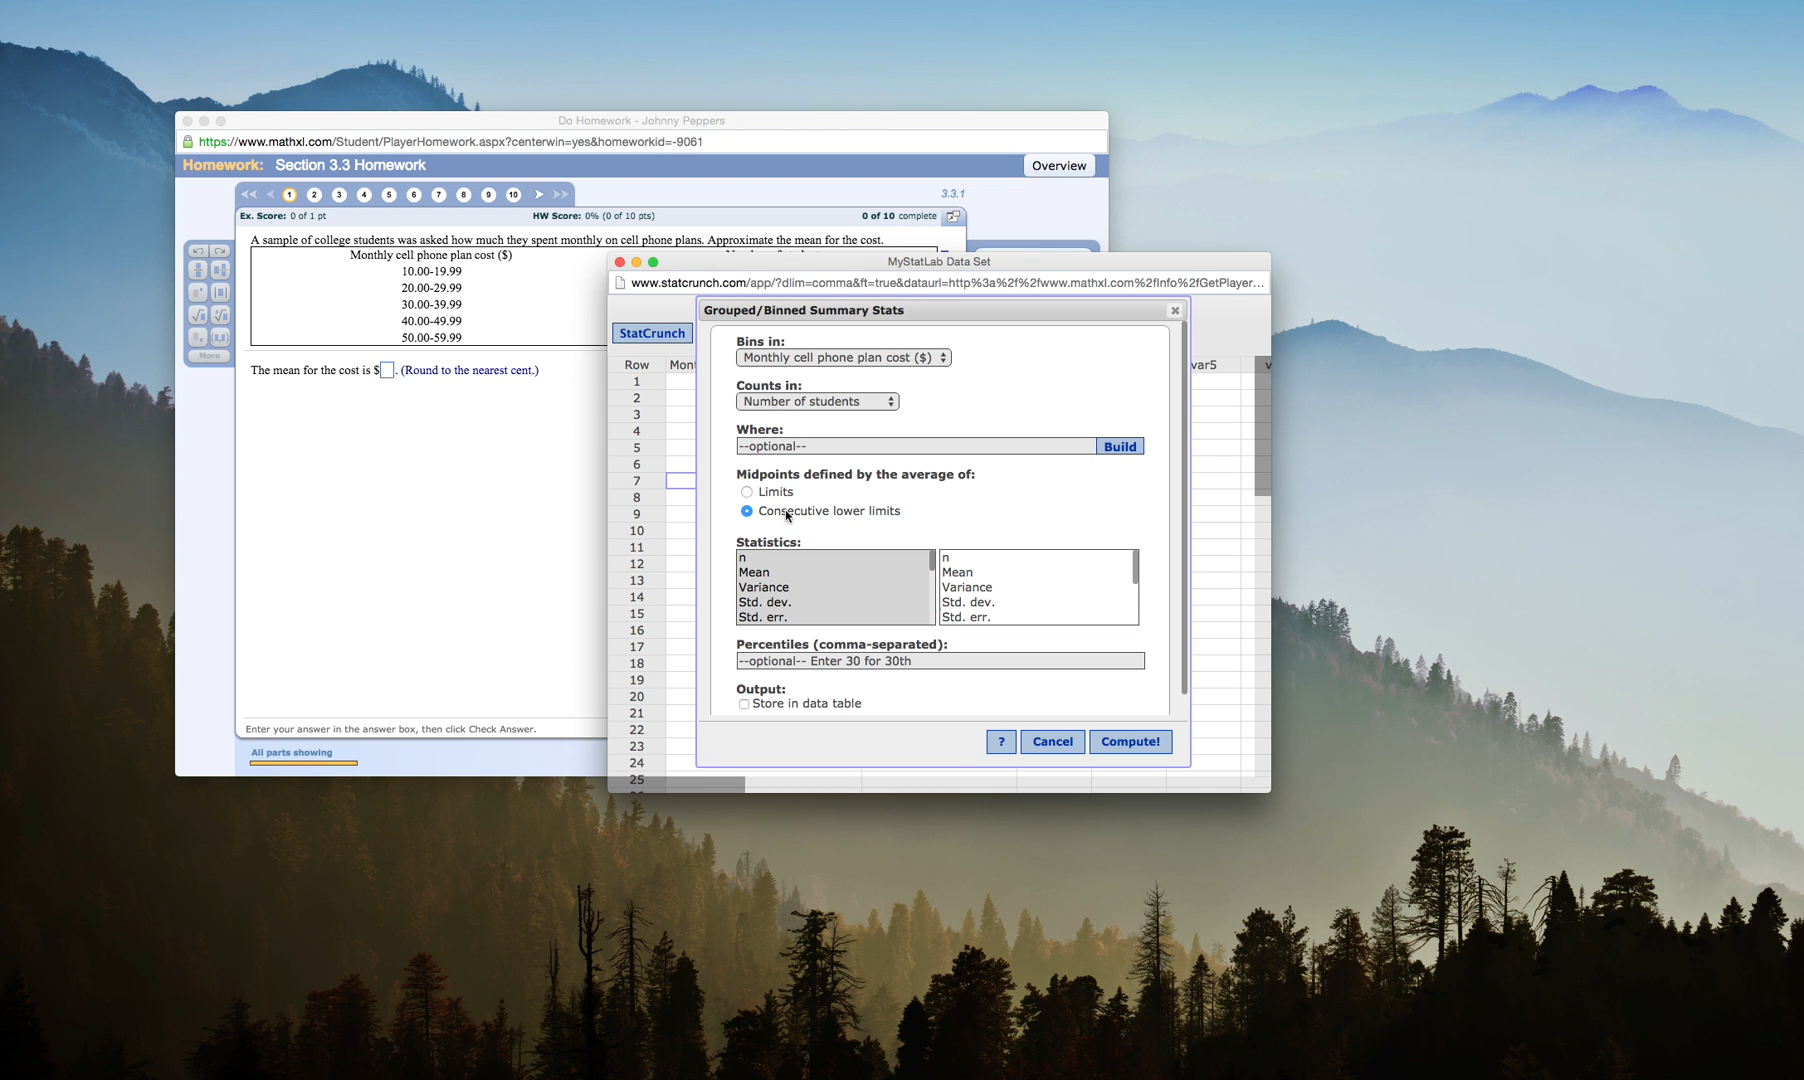 Do Homework - Johnny Peppers
https://www.mathxl.com/Student/PlayerHomework.aspx?centerwin=yes&homeworkid=-9061
Homework: Section 3.3 Homework
Overview
1 2 3 4 5 6 7 8 9 10
3.3.1
Ex. Score: 0 of 1 pt
HW Score: 0% (0 of 10 pts)
0 of 10 complete
A sample of college students was asked how much they spent monthly on cell phone plans. Approximate the mean for the cost.
Monthly cell phone plan cost ($)
10.00-19.99
20.00-29.99
30.00-39.99
40.00-49.99
50.00-59.99
More
The mean for the cost is $ . (Round to the nearest cent.)
Enter your answer in the answer box, then click Check Answer.
All parts showing
MyStatLab Data Set
www.statcrunch.com/app/?dlim=comma&ft=true&dataurl=http%3a%2f%2fwww.mathxl.com%2fInfo%2fGetPlayer...
StatCrunch
Row
Mont
var5
v
1
2
3
4
5
6
7
8
9
10
11
12
13
14
15
16
17
18
19
20
21
22
23
24
25
Grouped/Binned Summary Stats
Bins in:
Monthly cell phone plan cost ($)
Counts in:
Number of students
Where:
--optional--
Build
Midpoints defined by the average of:
Limits
Consecutive lower limits
Statistics:
n
Mean
Variance
Std. dev.
Std. err.
n
Mean
Variance
Std. dev.
Std. err.
Percentiles (comma-separated):
--optional-- Enter 30 for 30th
Output:
Store in data table
?
Cancel
Compute!